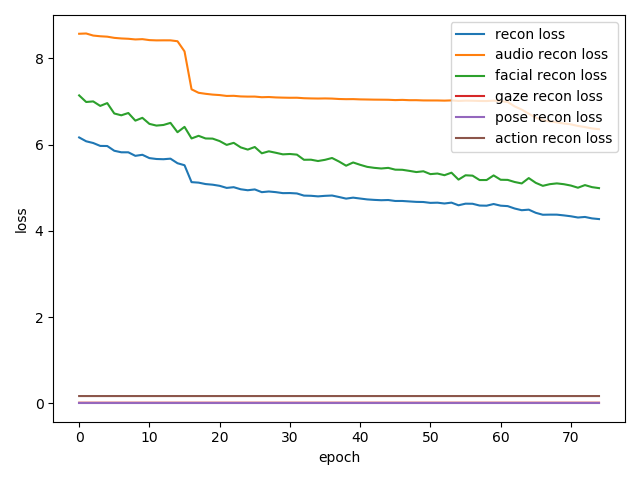 recon loss
audio recon loss
facial recon loss
gaze recon loss
pose recon loss
action recon loss
8
6
4
2
0
loss
0 10 20 30 40 50 60 70
epoch